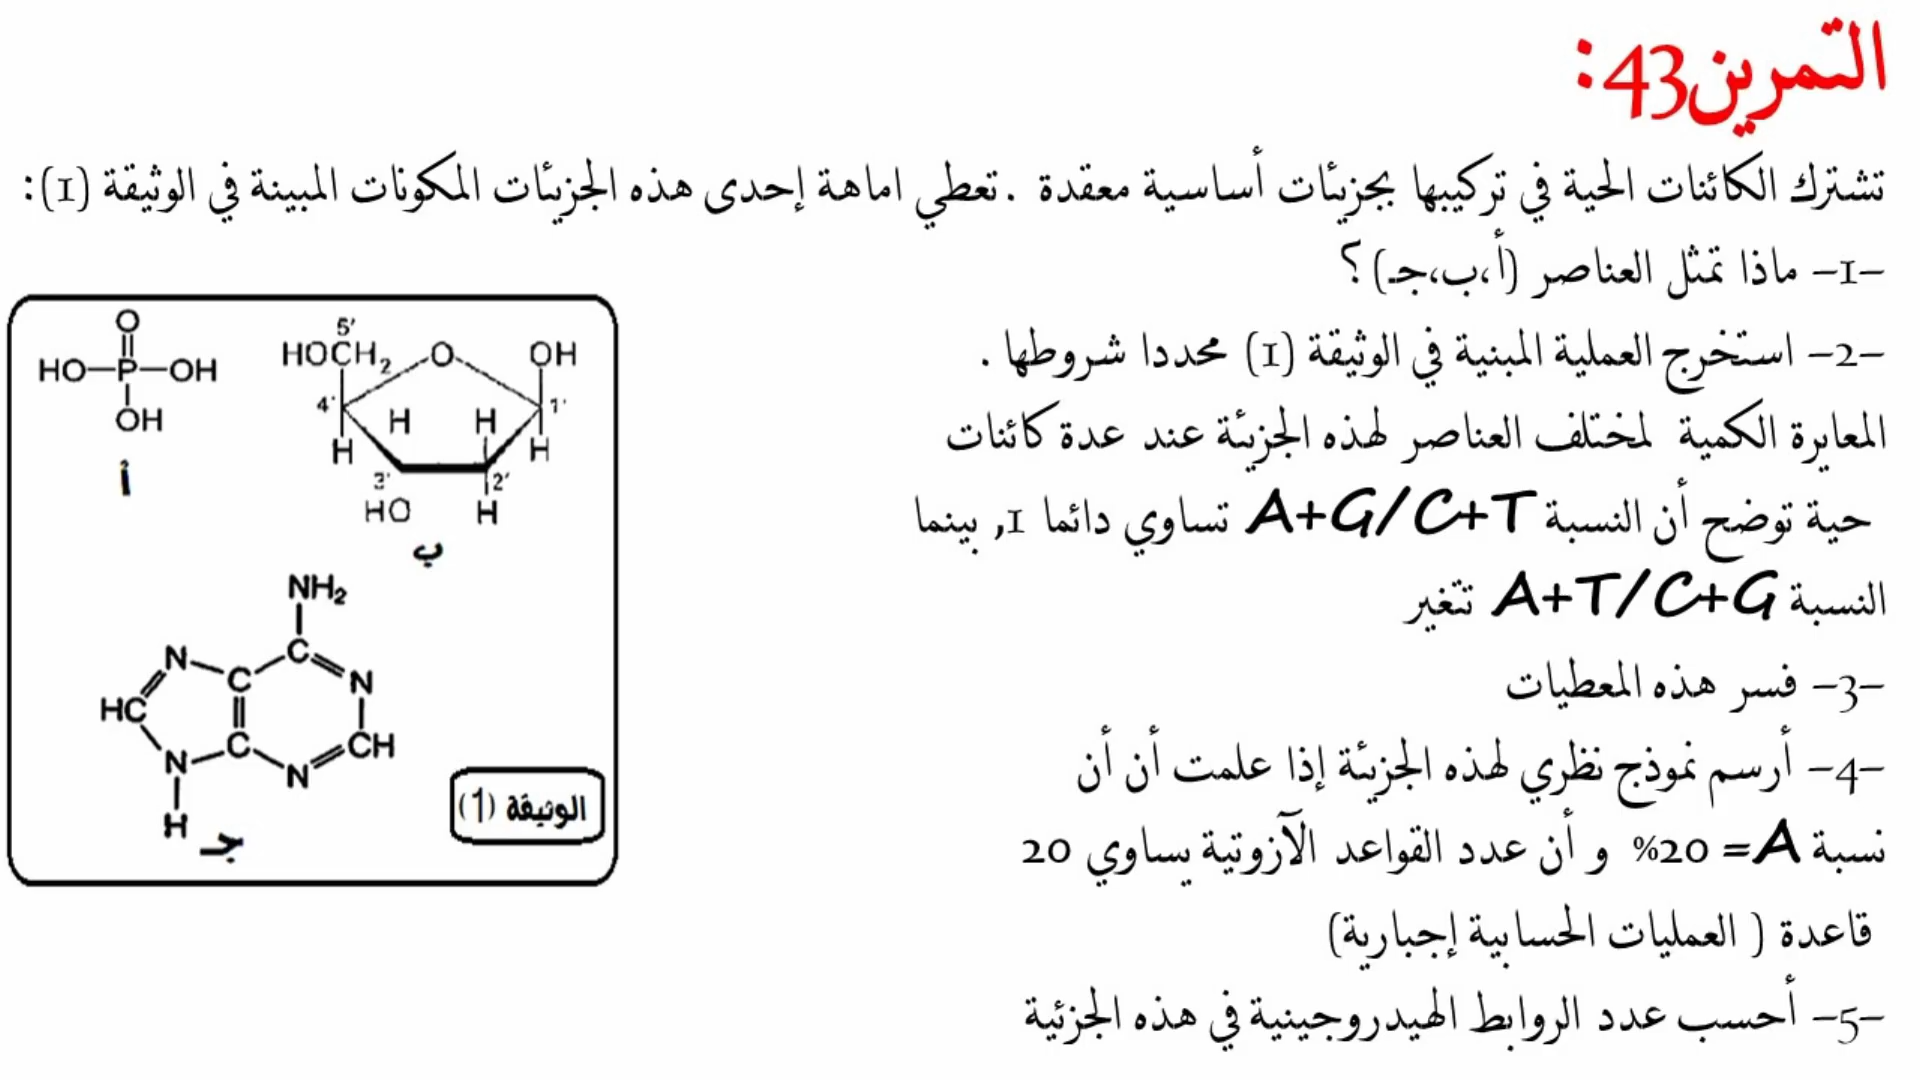 التمرين43:
تشترك الكائنات الحية في تركيبها بجزيئات أساسية معقدة . تعطي اماهة إحدى هذه الجزيئات المكونات المبينة في الوثيقة (1):
-1- ماذا تمثل العناصر (أ،ب،جـ) ؟
-2- استخرج العملية المبنية في الوثيقة (1) محددا شروطها .
المعايرة الكمية لمختلف العناصر لهذه الجزيئة عند عدة كائنات
حية توضح أن النسبة A+G/C+T تساوي دائما 1, بينما
النسبة A+T/C+G تتغير
-3- فسر هذه المعطيات
-4- أرسم نموذج نظري لهذه الجزيئة إذا علمت أن أن
نسبة A= 20% و أن عدد القواعد الآزوتية يساوي 20
قاعدة ( العمليات الحسابية إجبارية)
-5- أحسب عدد الروابط الهيدروجينية في هذه الجزئية
O
HO P OH
OH
أ
5'
HOCH2 O OH
4' H H 1'
H H
3' 2'
HO H
ب
NH2
N C
C N
HC
C CH
N N
H
جـ
الوثيقة (1)